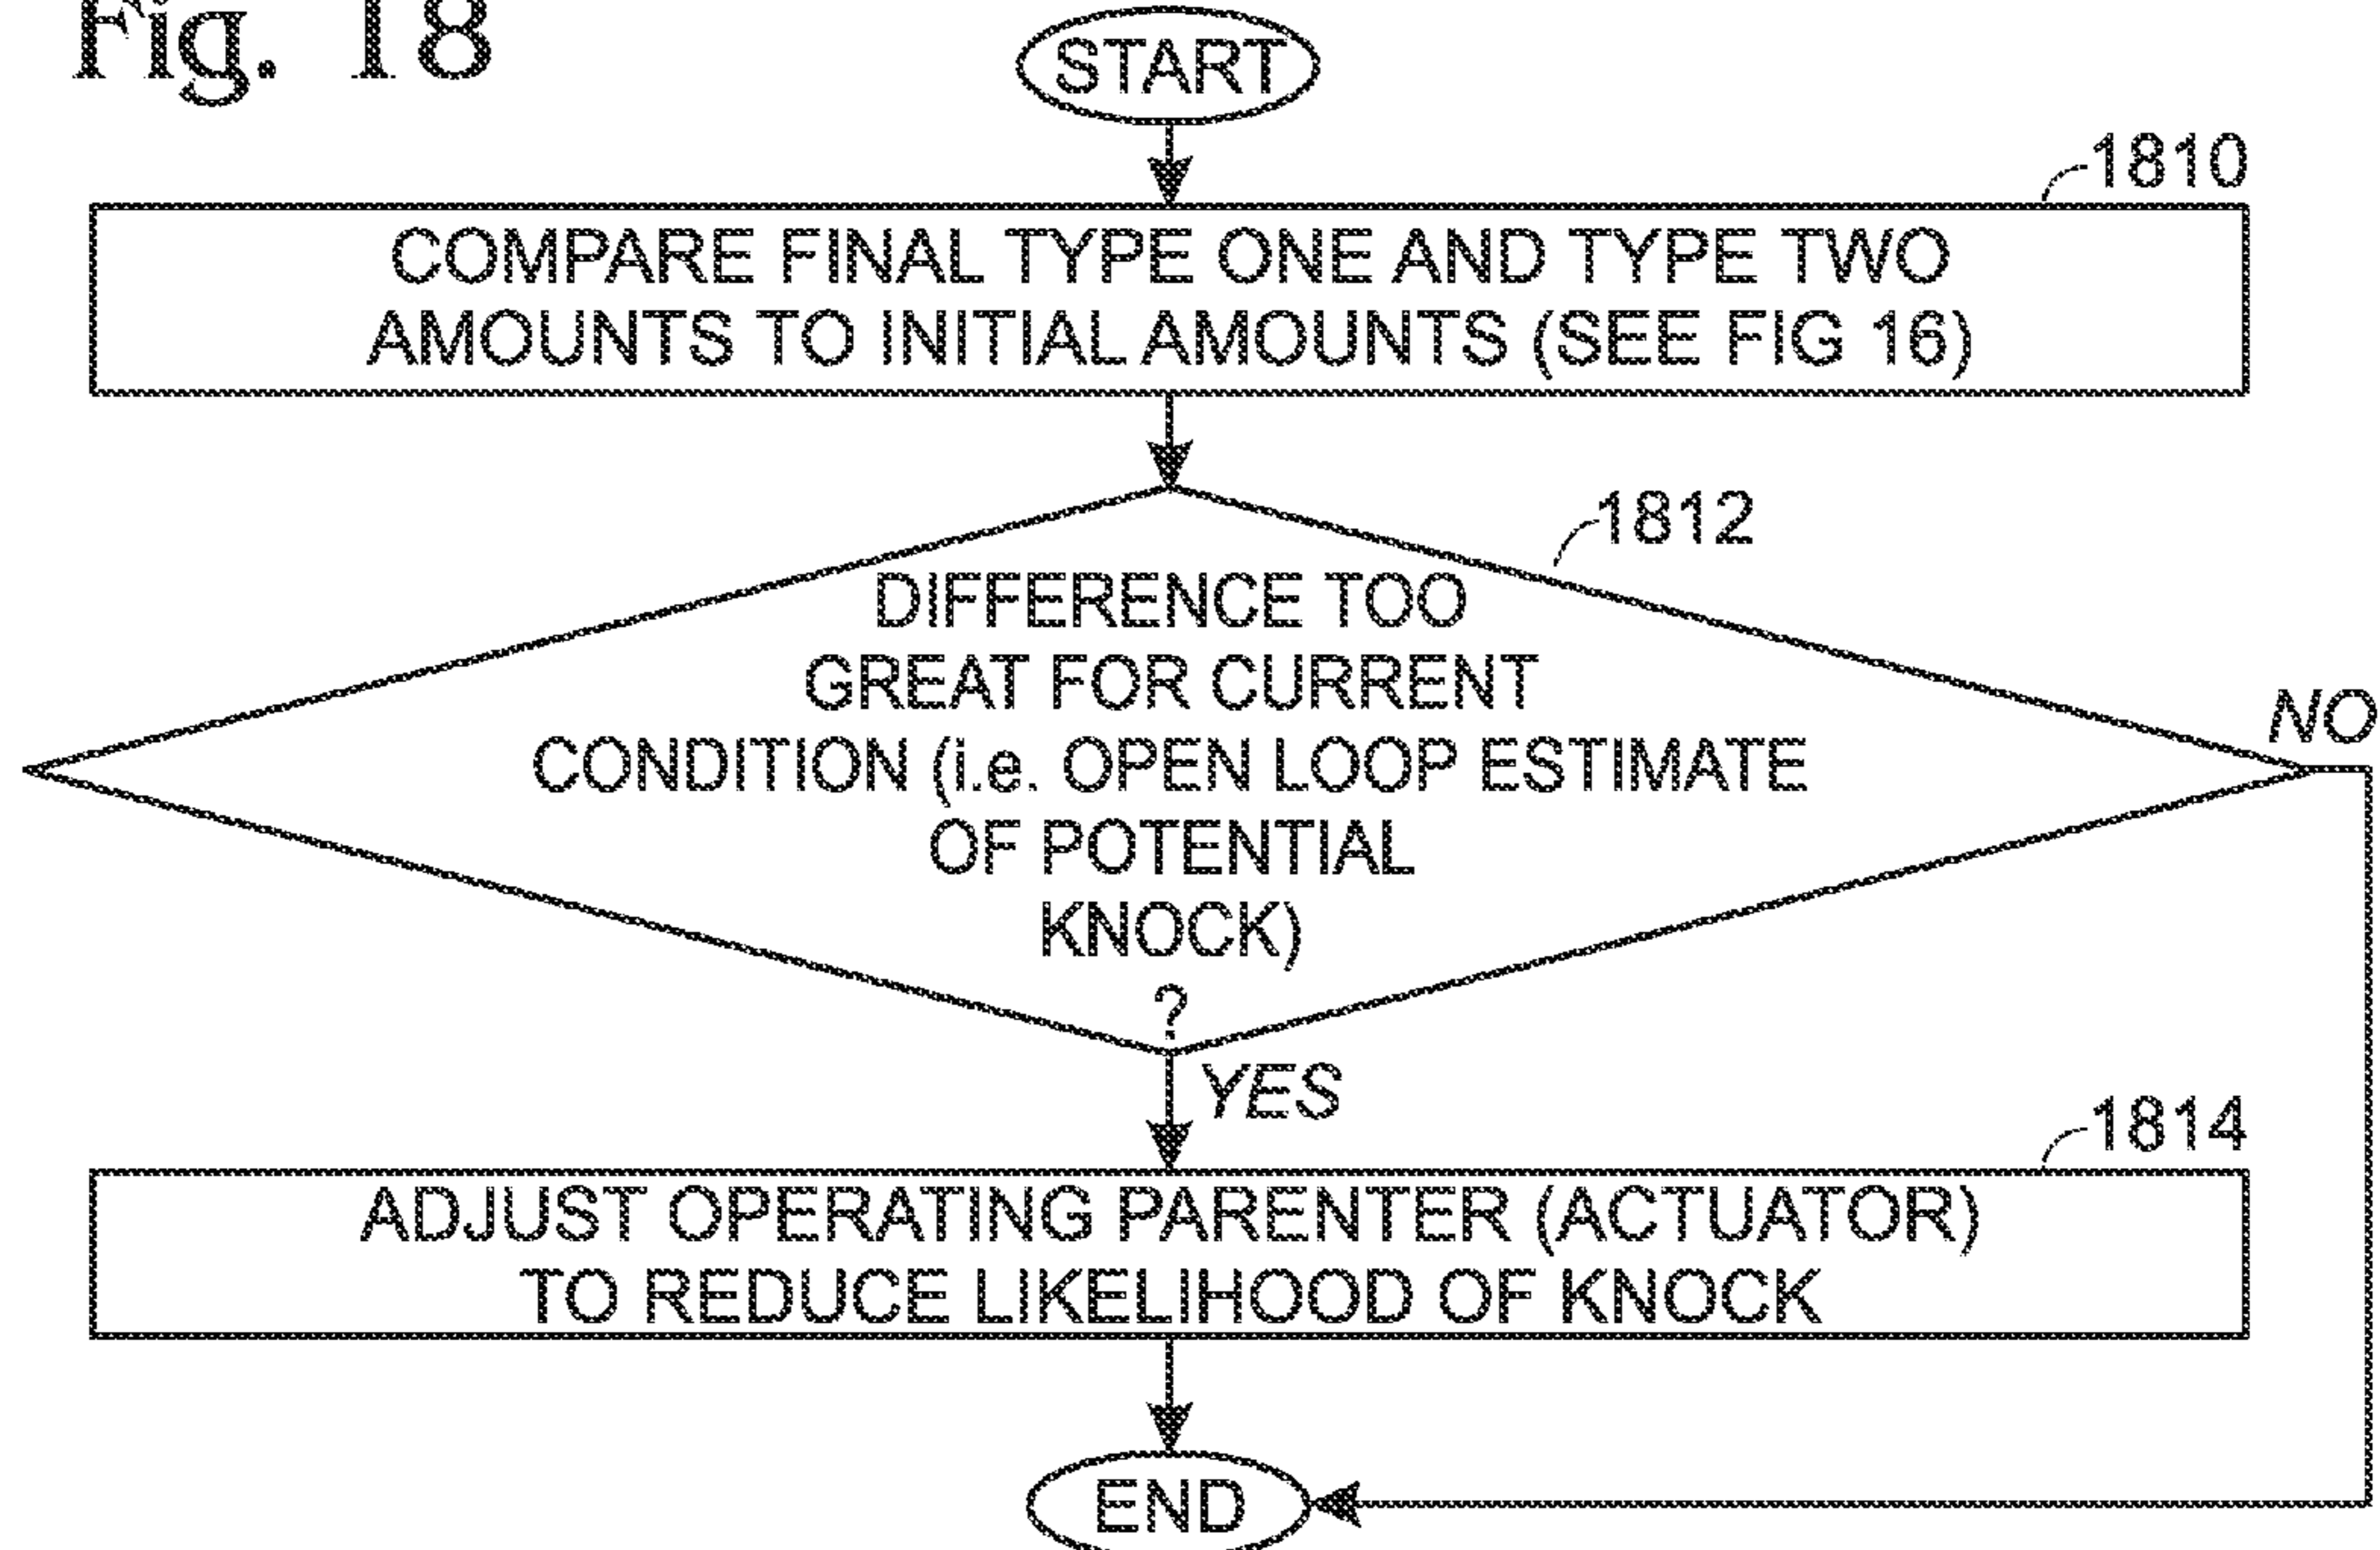 Fig. 18
START
1810
COMPARE FINAL TYPE ONE AND TYPE TWO
AMOUNTS TO INITIAL AMOUNTS (SEE FIG 16)
1812
DIFFERENCE TOO
GREAT FOR CURRENT
CONDITION (i.e. OPEN LOOP ESTIMATE
OF POTENTIAL
KNOCK)
?
NO
YES
1814
ADJUST OPERATING PARENTER (ACTUATOR)
TO REDUCE LIKELIHOOD OF KNOCK
END